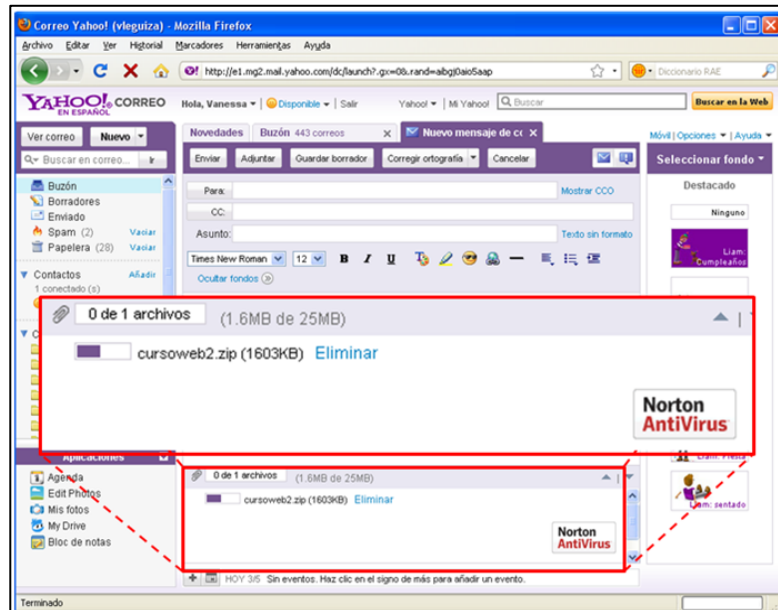 Correo Yahoo! (vleguiza) - Mozilla Firefox
Archivo Editar Ver Historial Marcadores Herramientas Ayuda
http://e1.mg2.mail.yahoo.com/dc/launch?.gx=0&.rand=aibgj0aio5aap
Diccionario RAE
YAHOO! CORREO
EN ESPAÑOL
Hola, Vanessa Disponible Salir Yahoo! Mi Yahoo! Buscar Buscar en la Web
Ver correo Nuevo
Buscar en correo... Ir
Novedades Buzón 443 correos x Nuevo mensaje de cc x
Móvil | Opciones | Ayuda
Enviar Adjuntar Guardar borrador Corregir ortografía Cancelar
Seleccionar fondo
Buzón
Borradores
Enviado
Spam (2) Vaciar
Papelera (28) Vaciar
Contactos Añadir
1 conectado (s)
Para: Mostrar CCO
CC:
Asunto: Texto sin formato
Times New Roman 12 B I U
Ocultar fondos
Destacado
Ninguno
Liam:
Cumpleaños
0 de 1 archivos (1.6MB de 25MB)
cursoweb2.zip (1603KB) Eliminar
Norton
AntiVirus
Aplicaciones
Agenda
Edit Photos
Mis fotos
My Drive
Bloc de notas
0 de 1 archivos (1.6MB de 25MB)
cursoweb2.zip (1603KB) Eliminar
Norton
AntiVirus
Liam: Fiesta
Liam: sentado
HOY 3/5 Sin eventos. Haz clic en el signo de más para añadir un evento.
Terminado